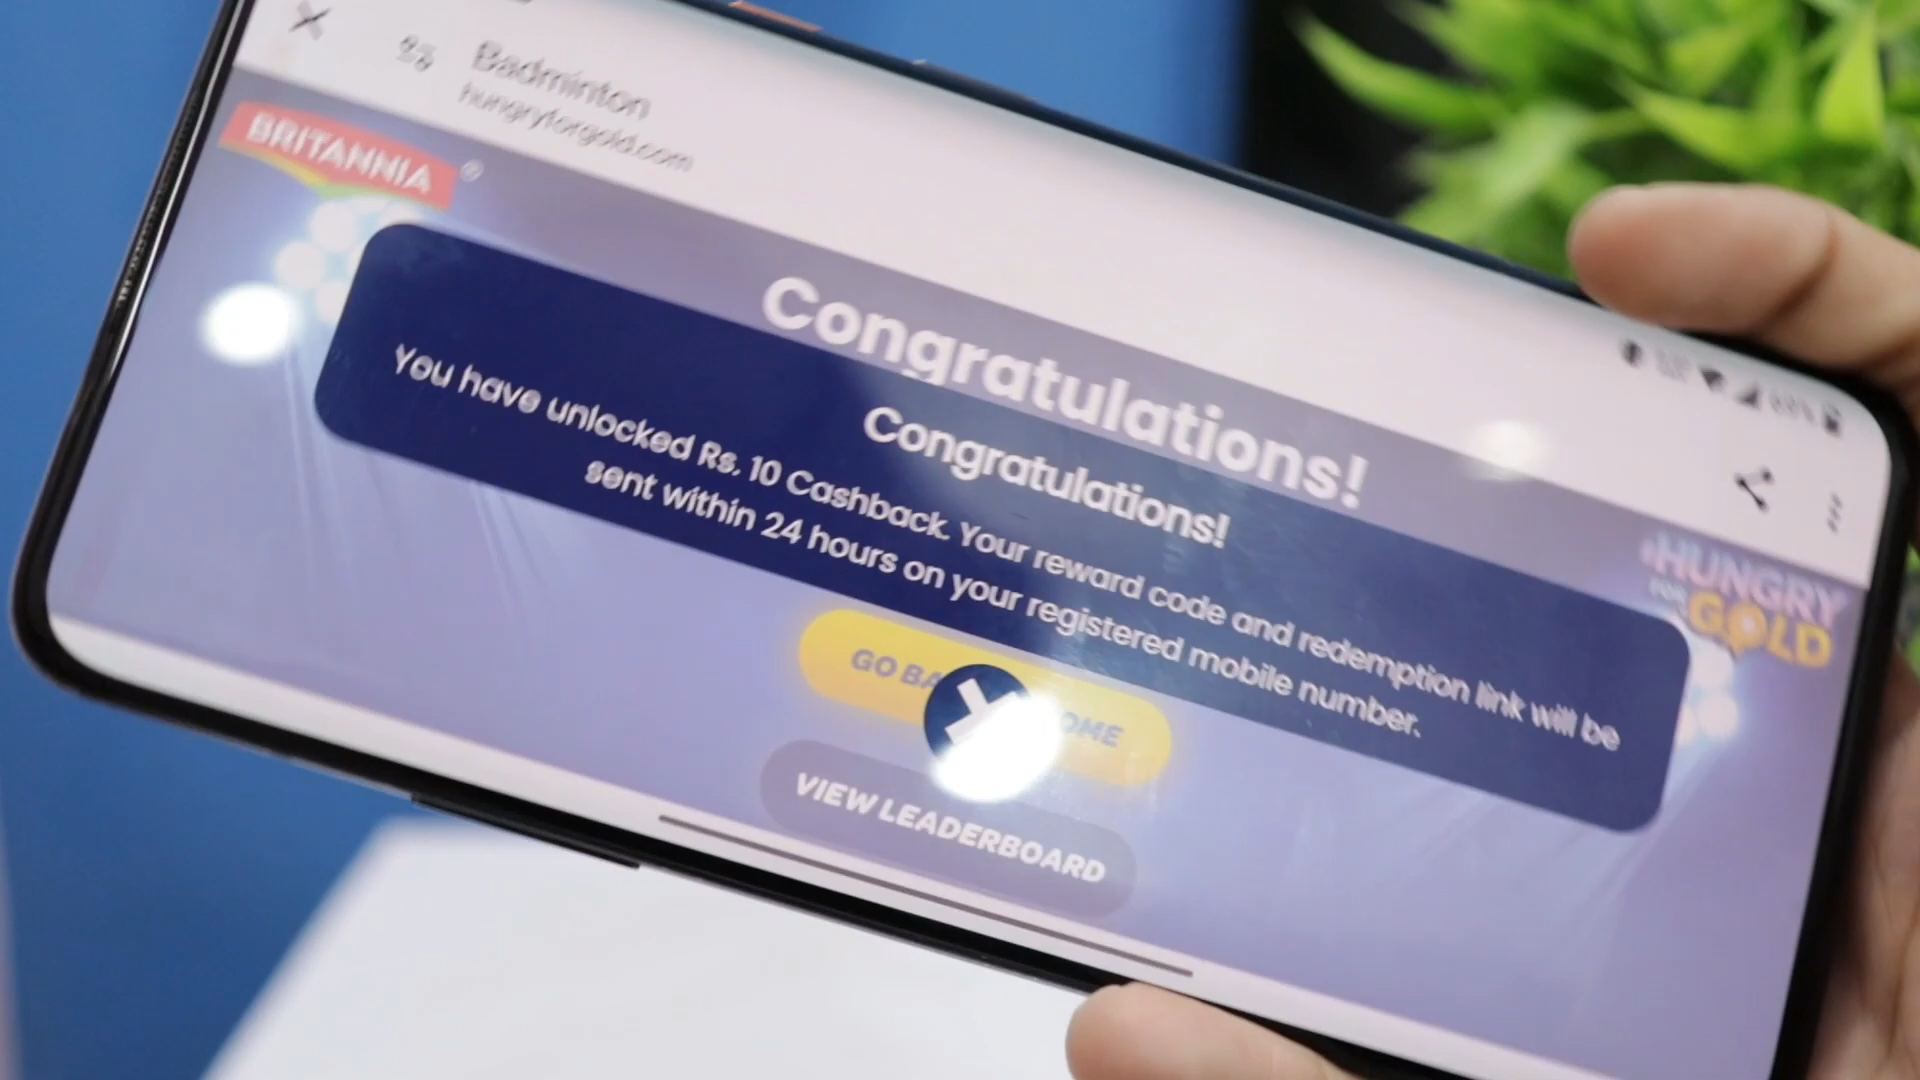 Badminton
hungryforgold.com
BRITANNIA
Congratulations!
Congratulations!
You have unlocked Rs. 10 Cashback. Your reward code and redemption link will be
sent within 24 hours on your registered mobile number.
HUNGRY
FOR
GOLD
VIEW LEADERBOARD